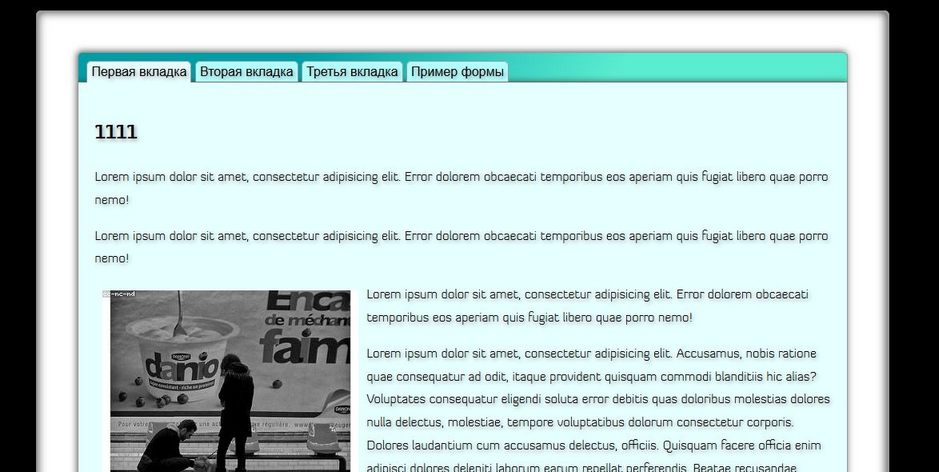 Первая вкладка Вторая вкладка Третья вкладка Пример формы
1111
Lorem ipsum dolor sit amet, consectetur adipisicing elit. Error dolorem obcaecati temporibus eos aperiam quis fugiat libero quae porro
nemo!
Lorem ipsum dolor sit amet, consectetur adipisicing elit. Error dolorem obcaecati temporibus eos aperiam quis fugiat libero quae porro
nemo!
cc-nc-nd
Enca
de méchant
faim
DANONE
danio
DANONE
Lorem ipsum dolor sit amet, consectetur adipisicing elit. Error dolorem obcaecati
temporibus eos aperiam quis fugiat libero quae porro nemo!
Lorem ipsum dolor sit amet, consectetur adipisicing elit. Accusamus, nobis ratione
quae consequatur ad odit, itaque provident quisquam commodi blanditiis hic alias?
Voluptates consequatur eligendi soluta error debitis quas doloribus molestias dolores
nulla delectus, molestiae, tempore voluptatibus dolorum consectetur corporis.
Dolores laudantium cum accusamus delectus, officiis. Quisquam facere officia enim
adipisci dolores deleniti laborum earum repellat perferendis. Beatae recusandae